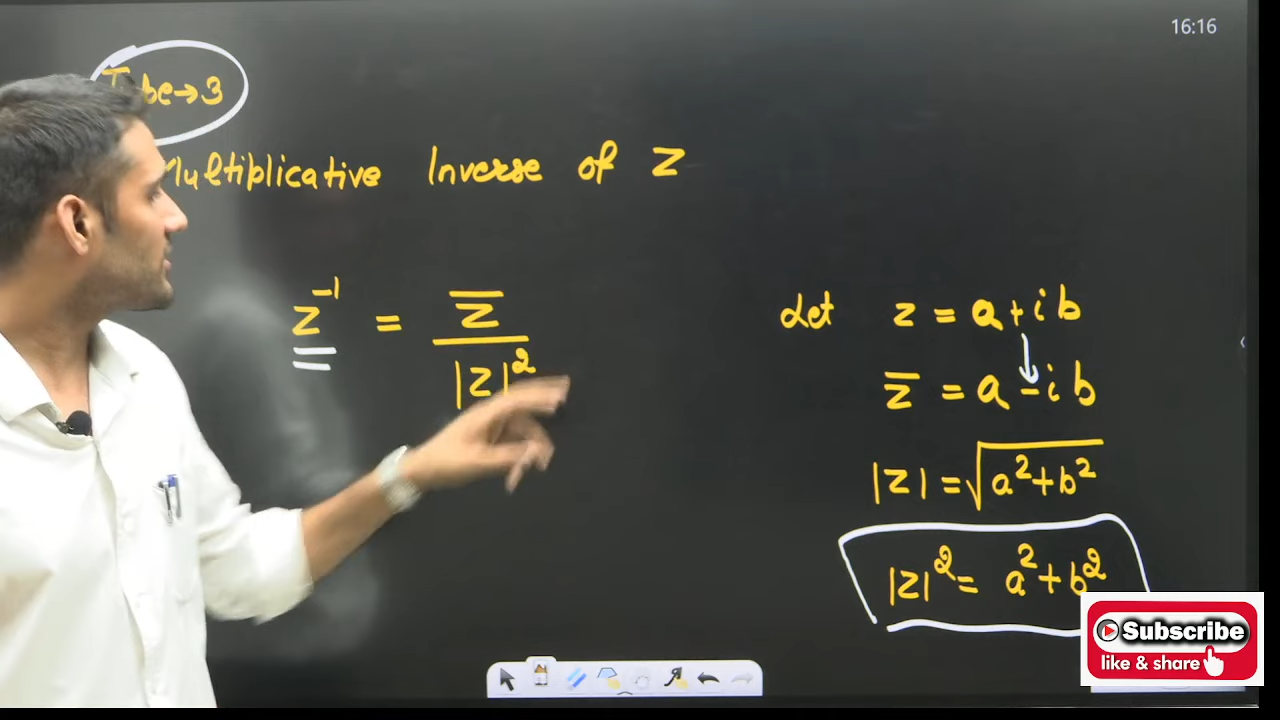 16:16
→3
Multiplicative Inverse of z
z⁻¹ = z̅ / |z|²
Let z = a+ib
z̅ = a-ib
|z| = √(a²+b²)
|z|² = a²+b²
Subscribe
like & share